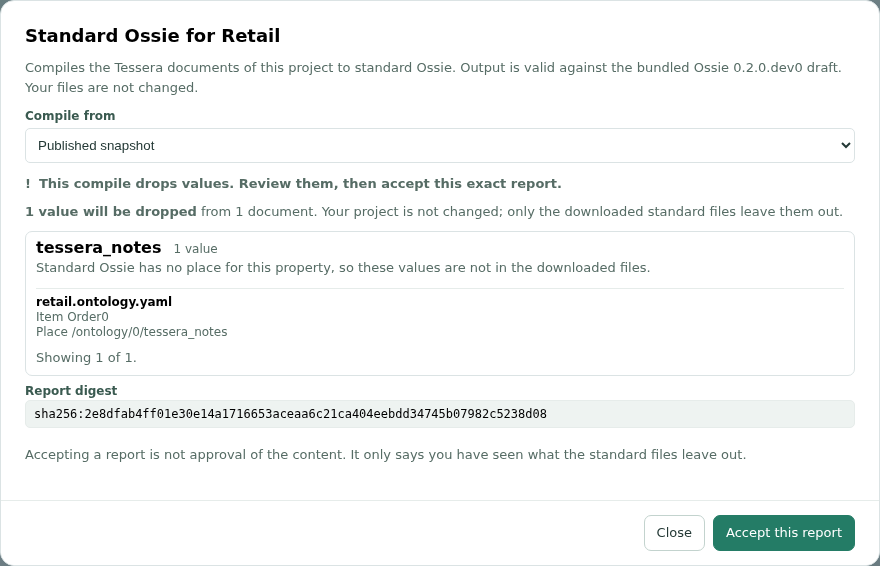 Standard Ossie for Retail
Compiles the Tessera documents of this project to standard Ossie. Output is valid against the bundled Ossie 0.2.0.dev0 draft.
Your files are not changed.
Compile from
Published snapshot
! This compile drops values. Review them, then accept this exact report.
1 value will be dropped from 1 document. Your project is not changed; only the downloaded standard files leave them out.
tessera_notes 1 value
Standard Ossie has no place for this property, so these values are not in the downloaded files.
retail.ontology.yaml
Item Order0
Place /ontology/0/tessera_notes
Showing 1 of 1.
Report digest
sha256:2e8dfab4ff01e30e14a1716653aceaa6c21ca404eebdd34745b07982c5238d08
Accepting a report is not approval of the content. It only says you have seen what the standard files leave out.
Close
Accept this report